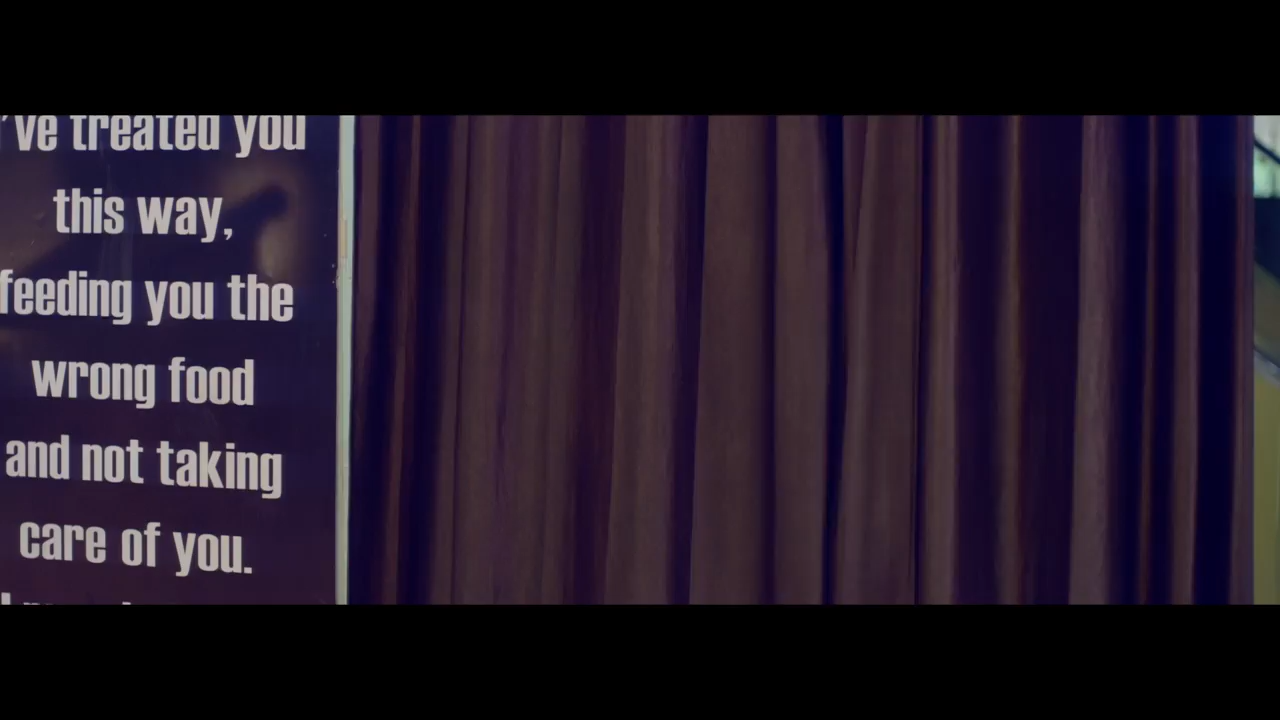 've treated you
this way,
feeding you the
wrong food
and not taking
care of you.